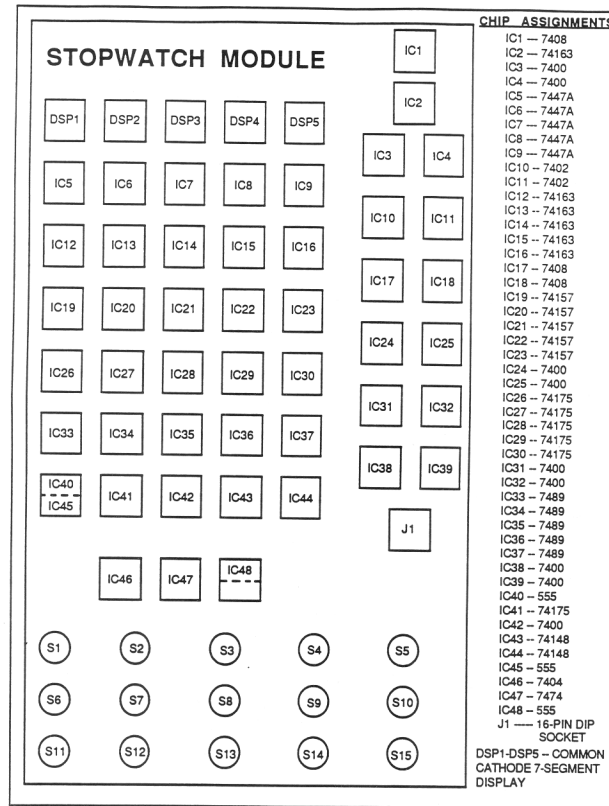 STOPWATCH MODULE
IC1
IC2
DSP1 DSP2 DSP3 DSP4 DSP5
IC3 IC4
IC5 IC6 IC7 IC8 IC9
IC10 IC11
IC12 IC13 IC14 IC15 IC16
IC17 IC18
IC19 IC20 IC21 IC22 IC23
IC24 IC25
IC26 IC27 IC28 IC29 IC30
IC31 IC32
IC33 IC34 IC35 IC36 IC37
IC38 IC39
IC40
IC45
IC41 IC42 IC43 IC44
J1
IC46 IC47 IC48
S1 S2 S3 S4 S5
S6 S7 S8 S9 S10
S11 S12 S13 S14 S15
CHIP ASSIGNMENTS
IC1 -- 7408
IC2 -- 74163
IC3 -- 7400
IC4 -- 7400
IC5 -- 7447A
IC6 -- 7447A
IC7 -- 7447A
IC8 -- 7447A
IC9 -- 7447A
IC10 -- 7402
IC11 -- 7402
IC12 -- 74163
IC13 -- 74163
IC14 -- 74163
IC15 -- 74163
IC16 -- 74163
IC17 -- 7408
IC18 -- 7408
IC19 -- 74157
IC20 -- 74157
IC21 -- 74157
IC22 -- 74157
IC23 -- 74157
IC24 -- 7400
IC25 -- 7400
IC26 -- 74175
IC27 -- 74175
IC28 -- 74175
IC29 -- 74175
IC30 -- 74175
IC31 -- 7400
IC32 -- 7400
IC33 -- 7489
IC34 -- 7489
IC35 -- 7489
IC36 -- 7489
IC37 -- 7489
IC38 -- 7400
IC39 -- 7400
IC40 -- 555
IC41 -- 74175
IC42 -- 7400
IC43 -- 74148
IC44 -- 74148
IC45 -- 555
IC46 -- 7404
IC47 -- 7474
IC48 -- 555
J1 ---- 16-PIN DIP
SOCKET
DSP1-DSP5 -- COMMON
CATHODE 7-SEGMENT
DISPLAY